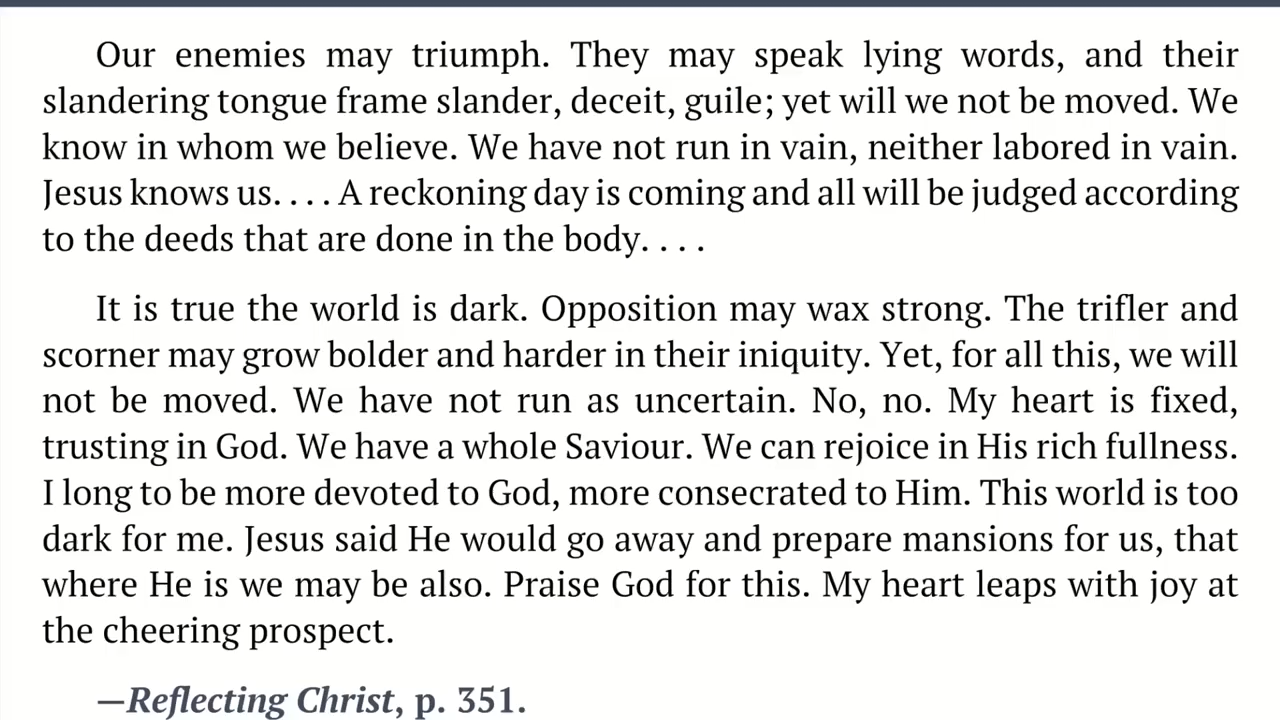 Our enemies may triumph. They may speak lying words, and their
slandering tongue frame slander, deceit, guile; yet will we not be moved. We
know in whom we believe. We have not run in vain, neither labored in vain.
Jesus knows us. . . . A reckoning day is coming and all will be judged according
to the deeds that are done in the body. . . .
It is true the world is dark. Opposition may wax strong. The trifler and
scorner may grow bolder and harder in their iniquity. Yet, for all this, we will
not be moved. We have not run as uncertain. No, no. My heart is fixed,
trusting in God. We have a whole Saviour. We can rejoice in His rich fullness.
I long to be more devoted to God, more consecrated to Him. This world is too
dark for me. Jesus said He would go away and prepare mansions for us, that
where He is we may be also. Praise God for this. My heart leaps with joy at
the cheering prospect.
—Reflecting Christ, p. 351.